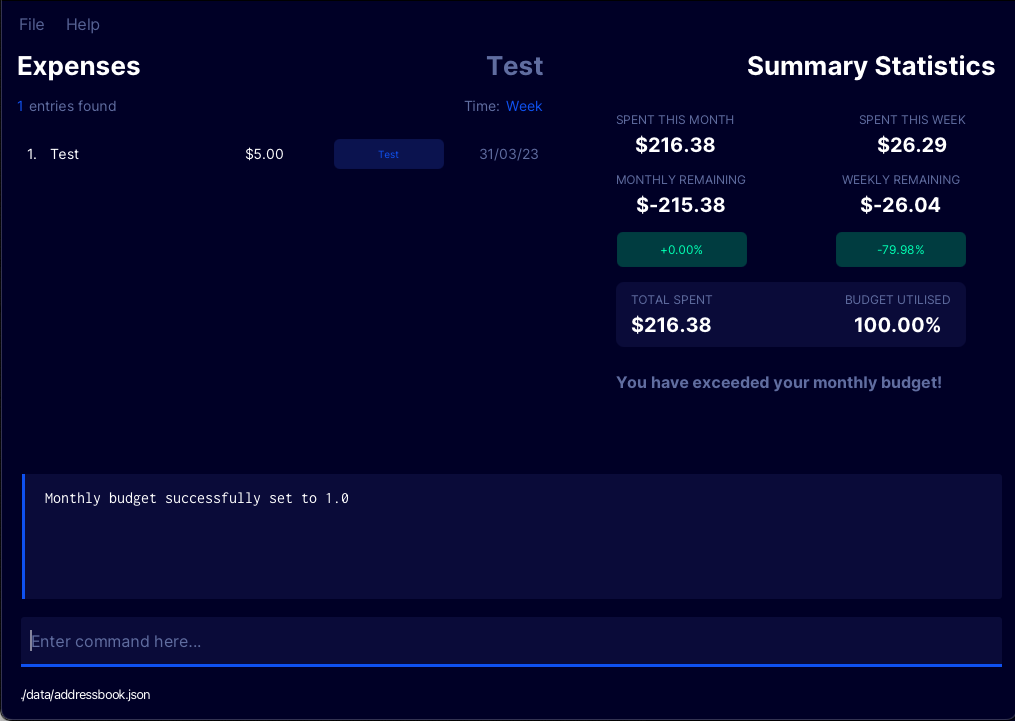 File Help
Expenses Test
1 entries found Time: Week
1. Test $5.00 Test 31/03/23
Summary Statistics
SPENT THIS MONTH SPENT THIS WEEK
$216.38 $26.29
MONTHLY REMAINING WEEKLY REMAINING
$-215.38 $-26.04
+0.00% -79.98%
TOTAL SPENT BUDGET UTILISED
$216.38 100.00%
You have exceeded your monthly budget!
Monthly budget successfully set to 1.0
Enter command here...
./data/addressbook.json